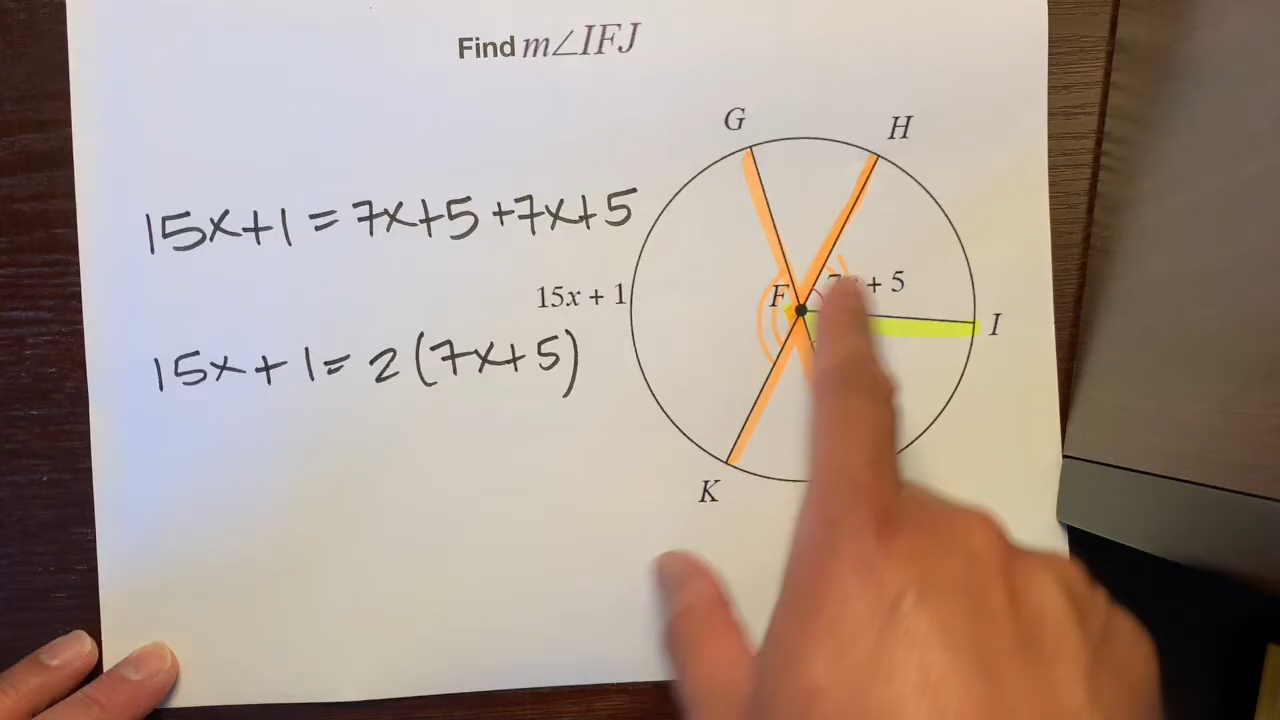 Find m∠IFJ
G
H
15x+1=7x+5+7x+5
F
+ 5
15x + 1
I
15x+1=2(7x+5)
K